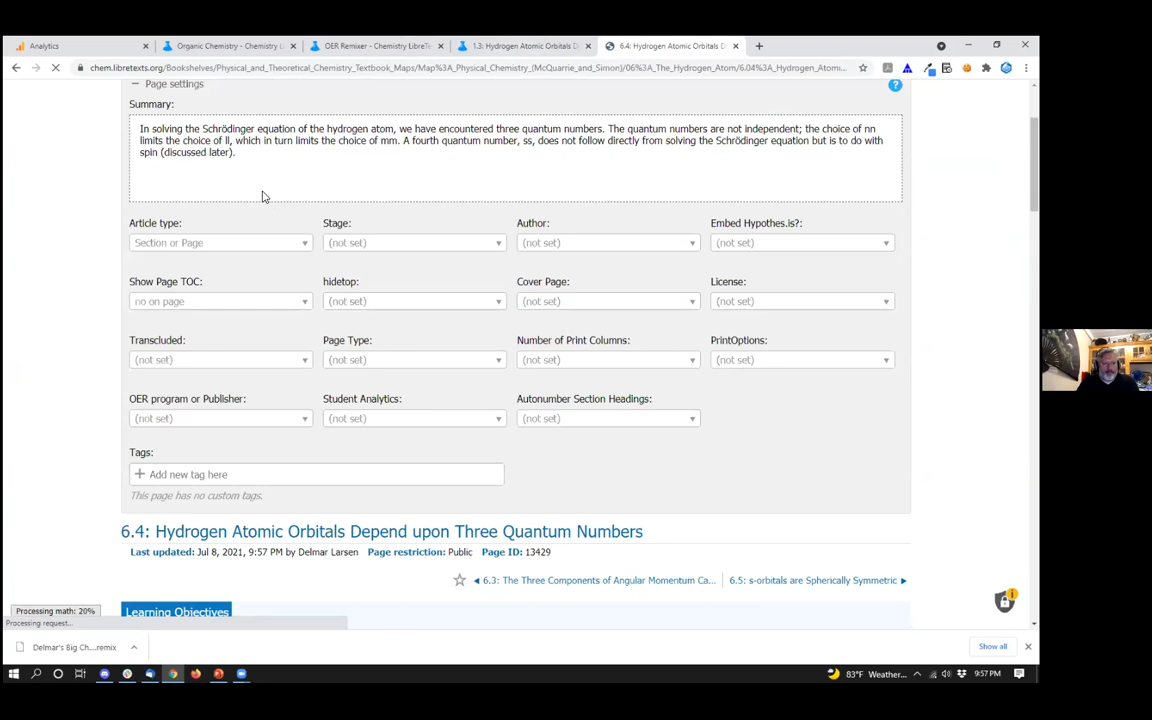 Analytics
Organic Chemistry - Chemistry L
OER Remixer - Chemistry LibreTe
1.3: Hydrogen Atomic Orbitals D
6.4: Hydrogen Atomic Orbitals D
chem.libretexts.org/Bookshelves/Physical_and_Theoretical_Chemistry_Textbook_Maps/Map%3A_Physical_Chemistry_(McQuarrie_and_Simon)/06%3A_The_Hydrogen_Atom/6.04%3A_Hydrogen_Atomi...
Page settings
Summary:
In solving the Schrödinger equation of the hydrogen atom, we have encountered three quantum numbers. The quantum numbers are not independent; the choice of nn
limits the choice of ll, which in turn limits the choice of mm. A fourth quantum number, ss, does not follow directly from solving the Schrödinger equation but is to do with
spin (discussed later).
Article type: Stage: Author: Embed Hypothes.is?:
Section or Page (not set) (not set) (not set)
Show Page TOC: hidetop: Cover Page: License:
no on page (not set) (not set) (not set)
Transcluded: Page Type: Number of Print Columns: PrintOptions:
(not set) (not set) (not set) (not set)
OER program or Publisher: Student Analytics: Autonumber Section Headings:
(not set) (not set) (not set)
Tags:
Add new tag here
This page has no custom tags.
6.4: Hydrogen Atomic Orbitals Depend upon Three Quantum Numbers
Last updated: Jul 8, 2021, 9:57 PM by Delmar Larsen Page restriction: Public Page ID: 13429
6.3: The Three Components of Angular Momentum Ca... 6.5: s-orbitals are Spherically Symmetric
Learning Objectives
Processing math: 20%
Processing request...
Delmar's Big Ch....remix
Show all
83°F Weather... 9:57 PM